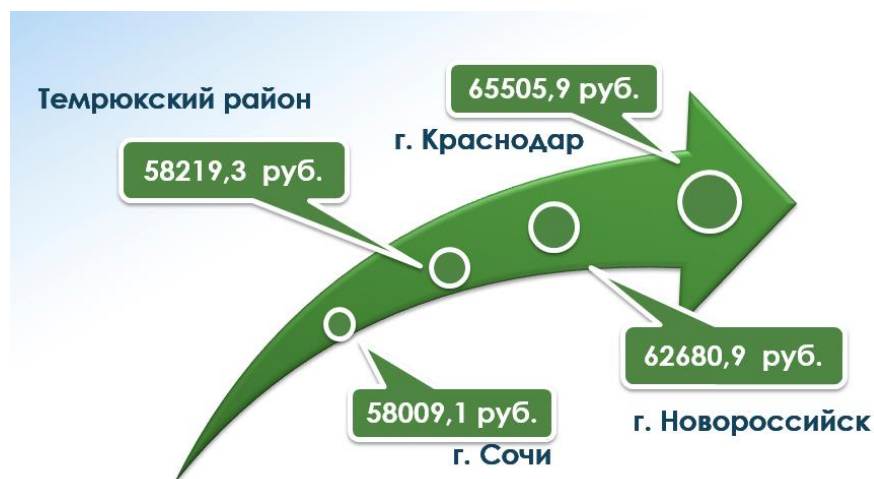 Темрюкский район
58219,3 руб.
65505,9 руб.
г. Краснодар
58009,1 руб.
г. Сочи
62680,9 руб.
г. Новороссийск